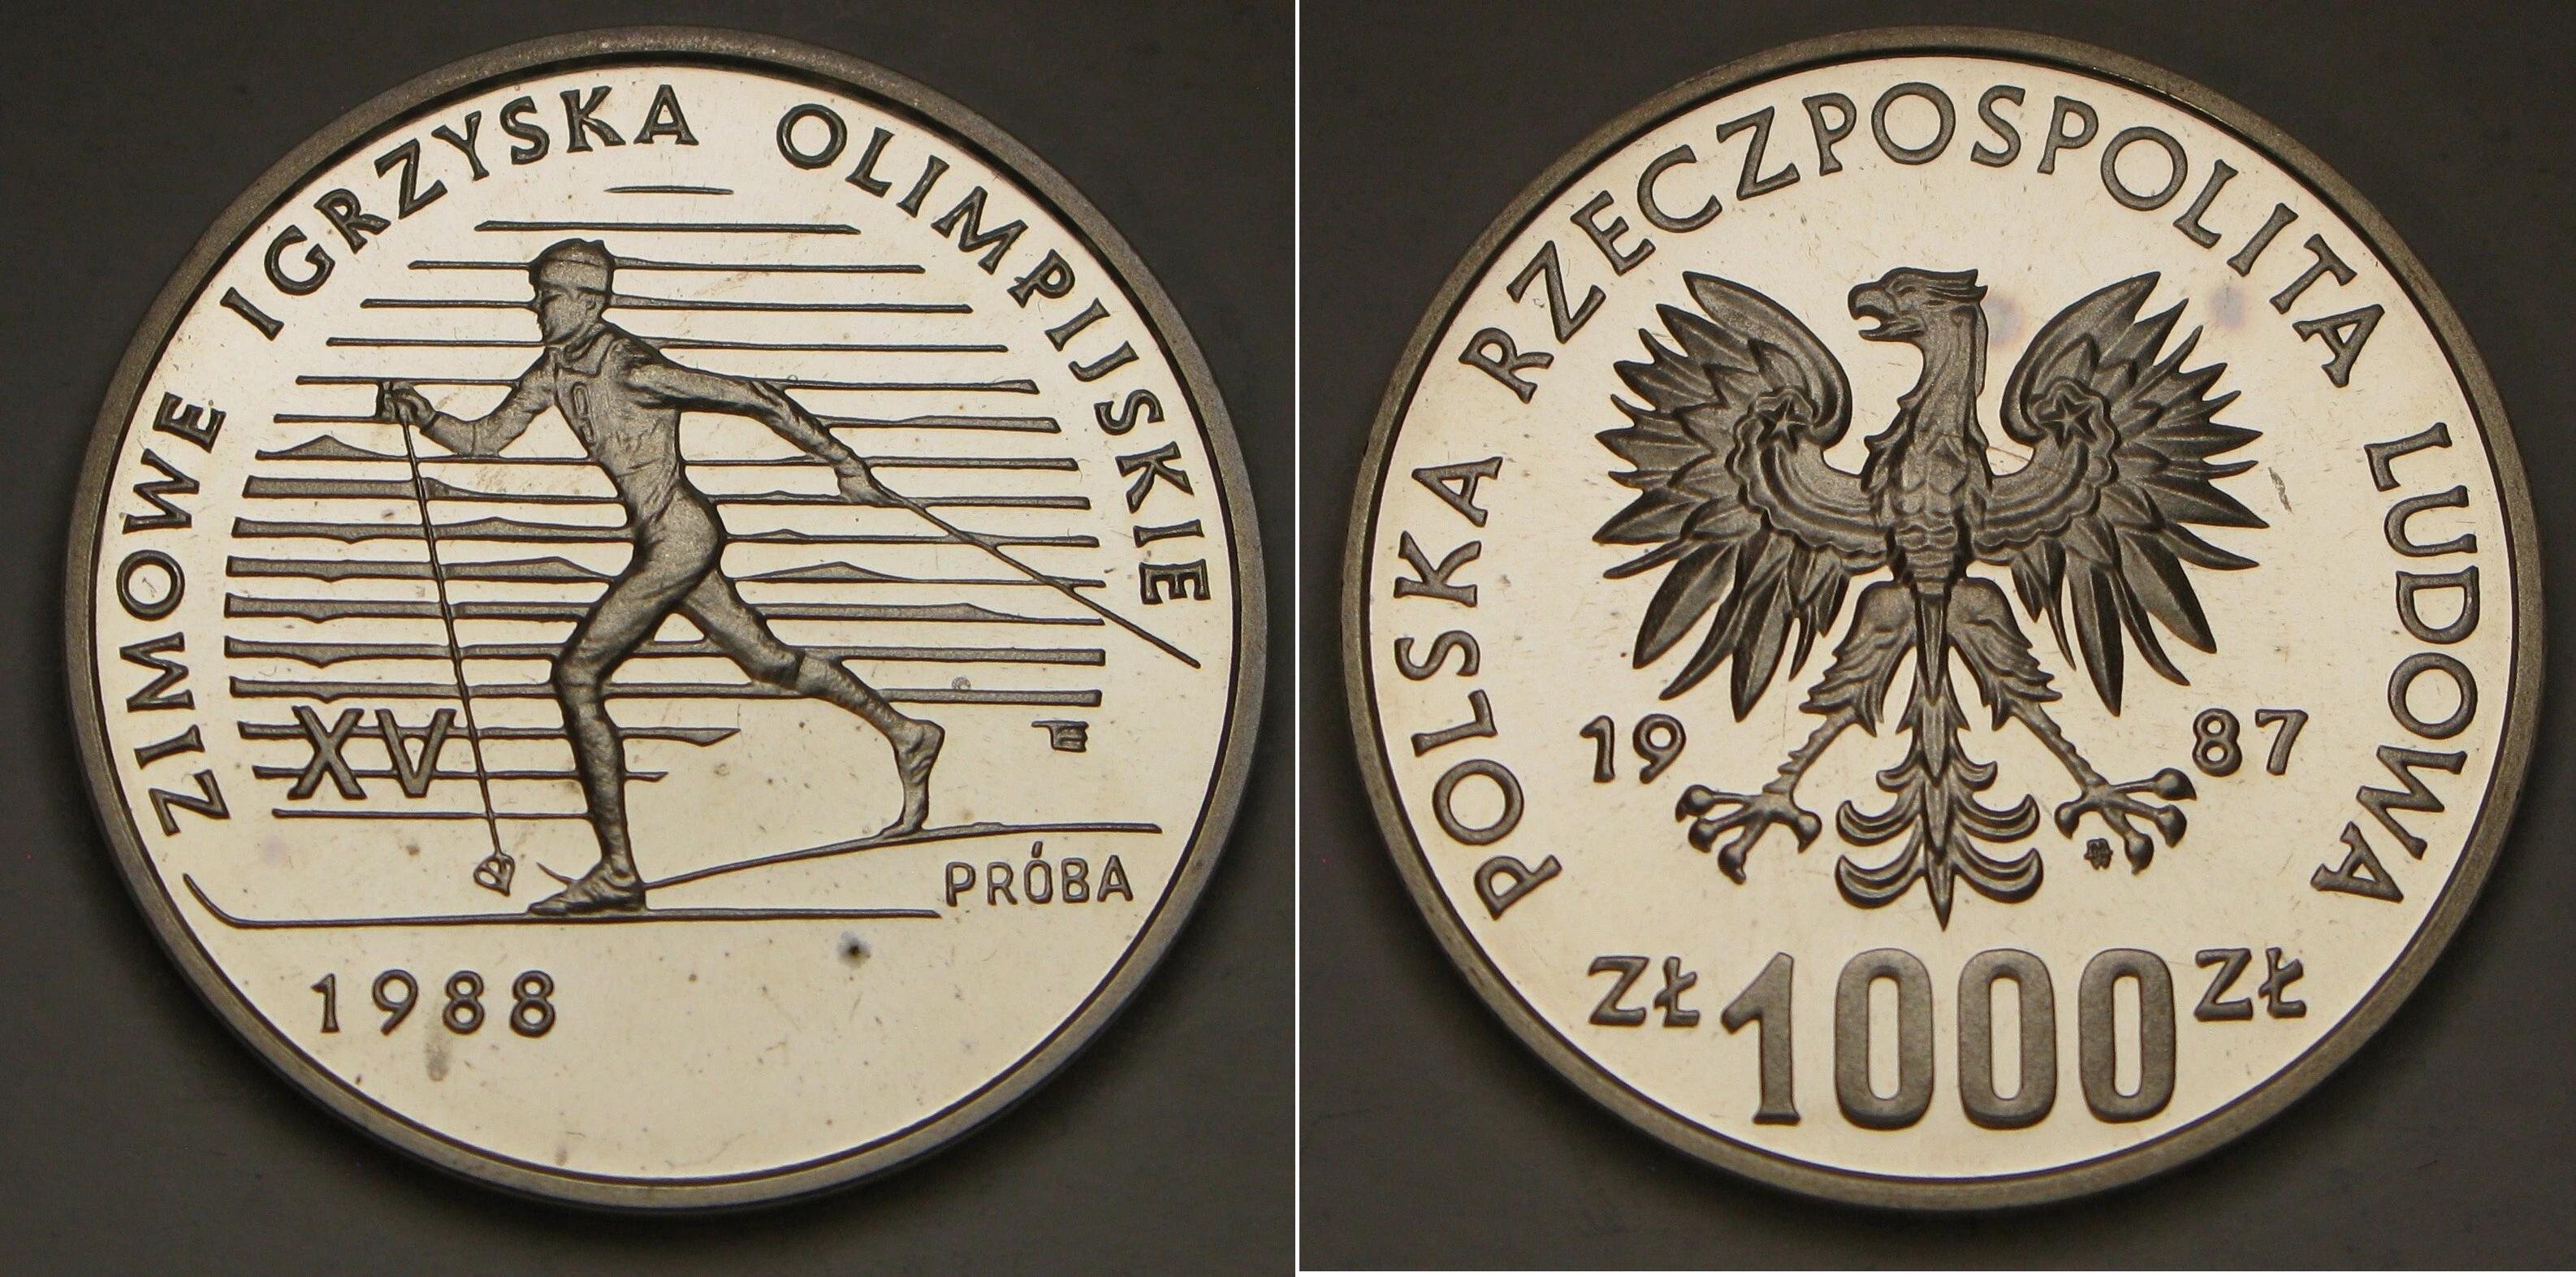 ZIMOWE IGRZYSKA OLIMPIJSKIE
XV
PRÓBA
1988
POLSKA RZECZPOSPOLITA LUDOWA
19 87
ZŁ 1000 ZŁ